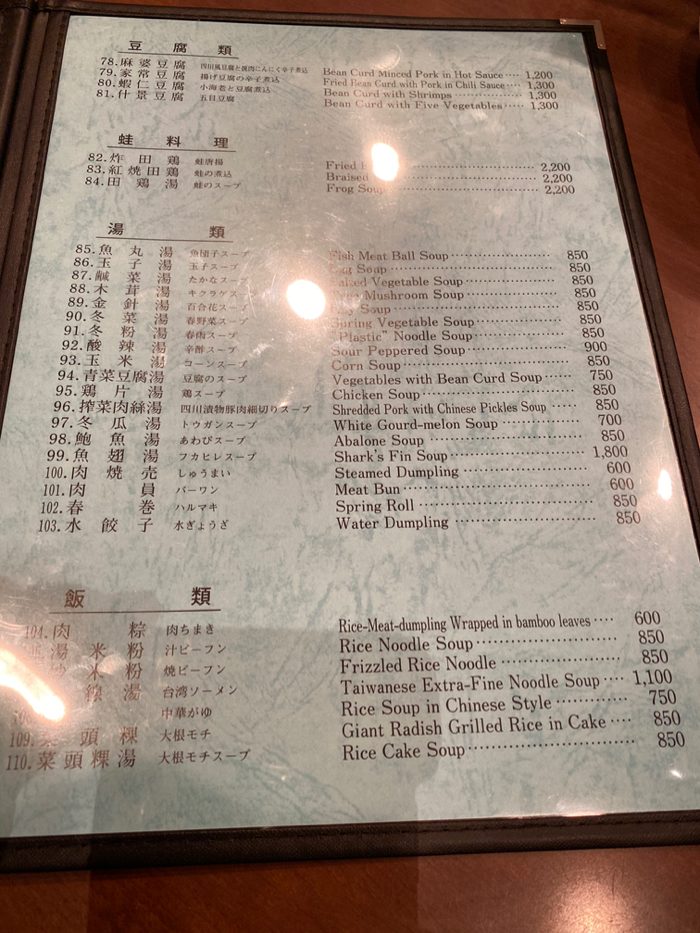 豆腐類
78.麻婆豆腐 四川風豆腐と挽肉こんにく辛子煮込 Bean Curd Minced Pork in Hot Sauce 1,200
79.家常豆腐 揚げ豆腐の辛子煮込 Fried Bean Curd with Pork in Chili Sauce 1,300
80.蝦仁豆腐 小海老と豆腐煮込 Bean Curd with Shrimps 1,300
81.什景豆腐 五目豆腐 Bean Curd with Five Vegetables 1,300
蛙料理
82.炸田鶏 蛙唐揚 Fried 2,200
83.紅焼田鶏 蛙の煮込 Braised 2,200
84.田鶏湯 蛙のスープ Frog Soup 2,200
湯類
85.魚丸湯 魚団子スープ Fish Meat Ball Soup 850
86.玉子湯 玉子スープ Soup 850
87.鹹菜湯 たかなスープ Vegetable Soup 850
88.木茸湯 キクラゲスープ Mushroom Soup 850
89.金針湯 百合花スープ Soup 850
90.冬菜湯 春野菜スープ Spring Vegetable Soup 850
91.冬粉湯 春雨スープ "Plastic" Noodle Soup 850
92.酸辣湯 辛酢スープ Sour Peppered Soup 900
93.玉米湯 コーンスープ Corn Soup 850
94.青菜豆腐湯 豆腐のスープ Vegetables with Bean Curd Soup 750
95.鶏片湯 鶏スープ Chicken Soup 850
96.搾菜肉絲湯 四川漬物豚肉細切りスープ Shredded Pork with Chinese Pickles Soup 850
97.冬瓜湯 トウガンスープ White Gourd-melon Soup 700
98.鮑魚湯 あわびスープ Abalone Soup 850
99.魚翅湯 フカヒレスープ Shark's Fin Soup 1,800
100.肉焼売 しゅうまい Steamed Dumpling 600
101.肉員 バーワン Meat Bun 600
102.春巻 ハルマキ Spring Roll 850
103.水餃子 水ぎょうざ Water Dumpling 850
飯類
104.肉粽 肉ちまき Rice-Meat-dumpling Wrapped in bamboo leaves 600
湯米粉 汁ビーフン Rice Noodle Soup 850
米粉 焼ビーフン Frizzled Rice Noodle 850
湯 台湾ソーメン Taiwanese Extra-Fine Noodle Soup 1,100
中華がゆ Rice Soup in Chinese Style 750
109.菜頭粿 大根モチ Giant Radish Grilled Rice in Cake 850
110.菜頭粿湯 大根モチスープ Rice Cake Soup 850